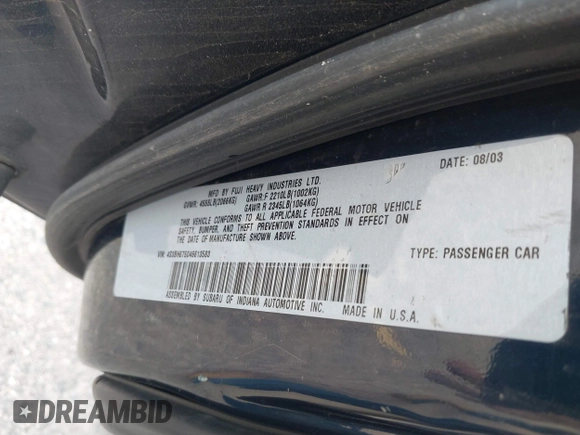 MFD BY FUJI HEAVY INDUSTRIES LTD.
DATE: 08/03
GVWR: 4555LB(2066KG) GAWR:F 2210LB(1002KG)
GAWR:R 2345LB(1064KG)
THIS VEHICLE CONFORMS TO ALL APPLICABLE FEDERAL MOTOR VEHICLE
SAFETY, BUMPER, AND THEFT PREVENTION STANDARDS IN EFFECT ON
THE DATE OF MANUFACTURE SHOWN ABOVE.
VIN: 4S3BH675046613583
TYPE: PASSENGER CAR
ASSEMBLED BY SUBARU OF INDIANA AUTOMOTIVE INC.
MADE IN U.S.A.
DREAMBID